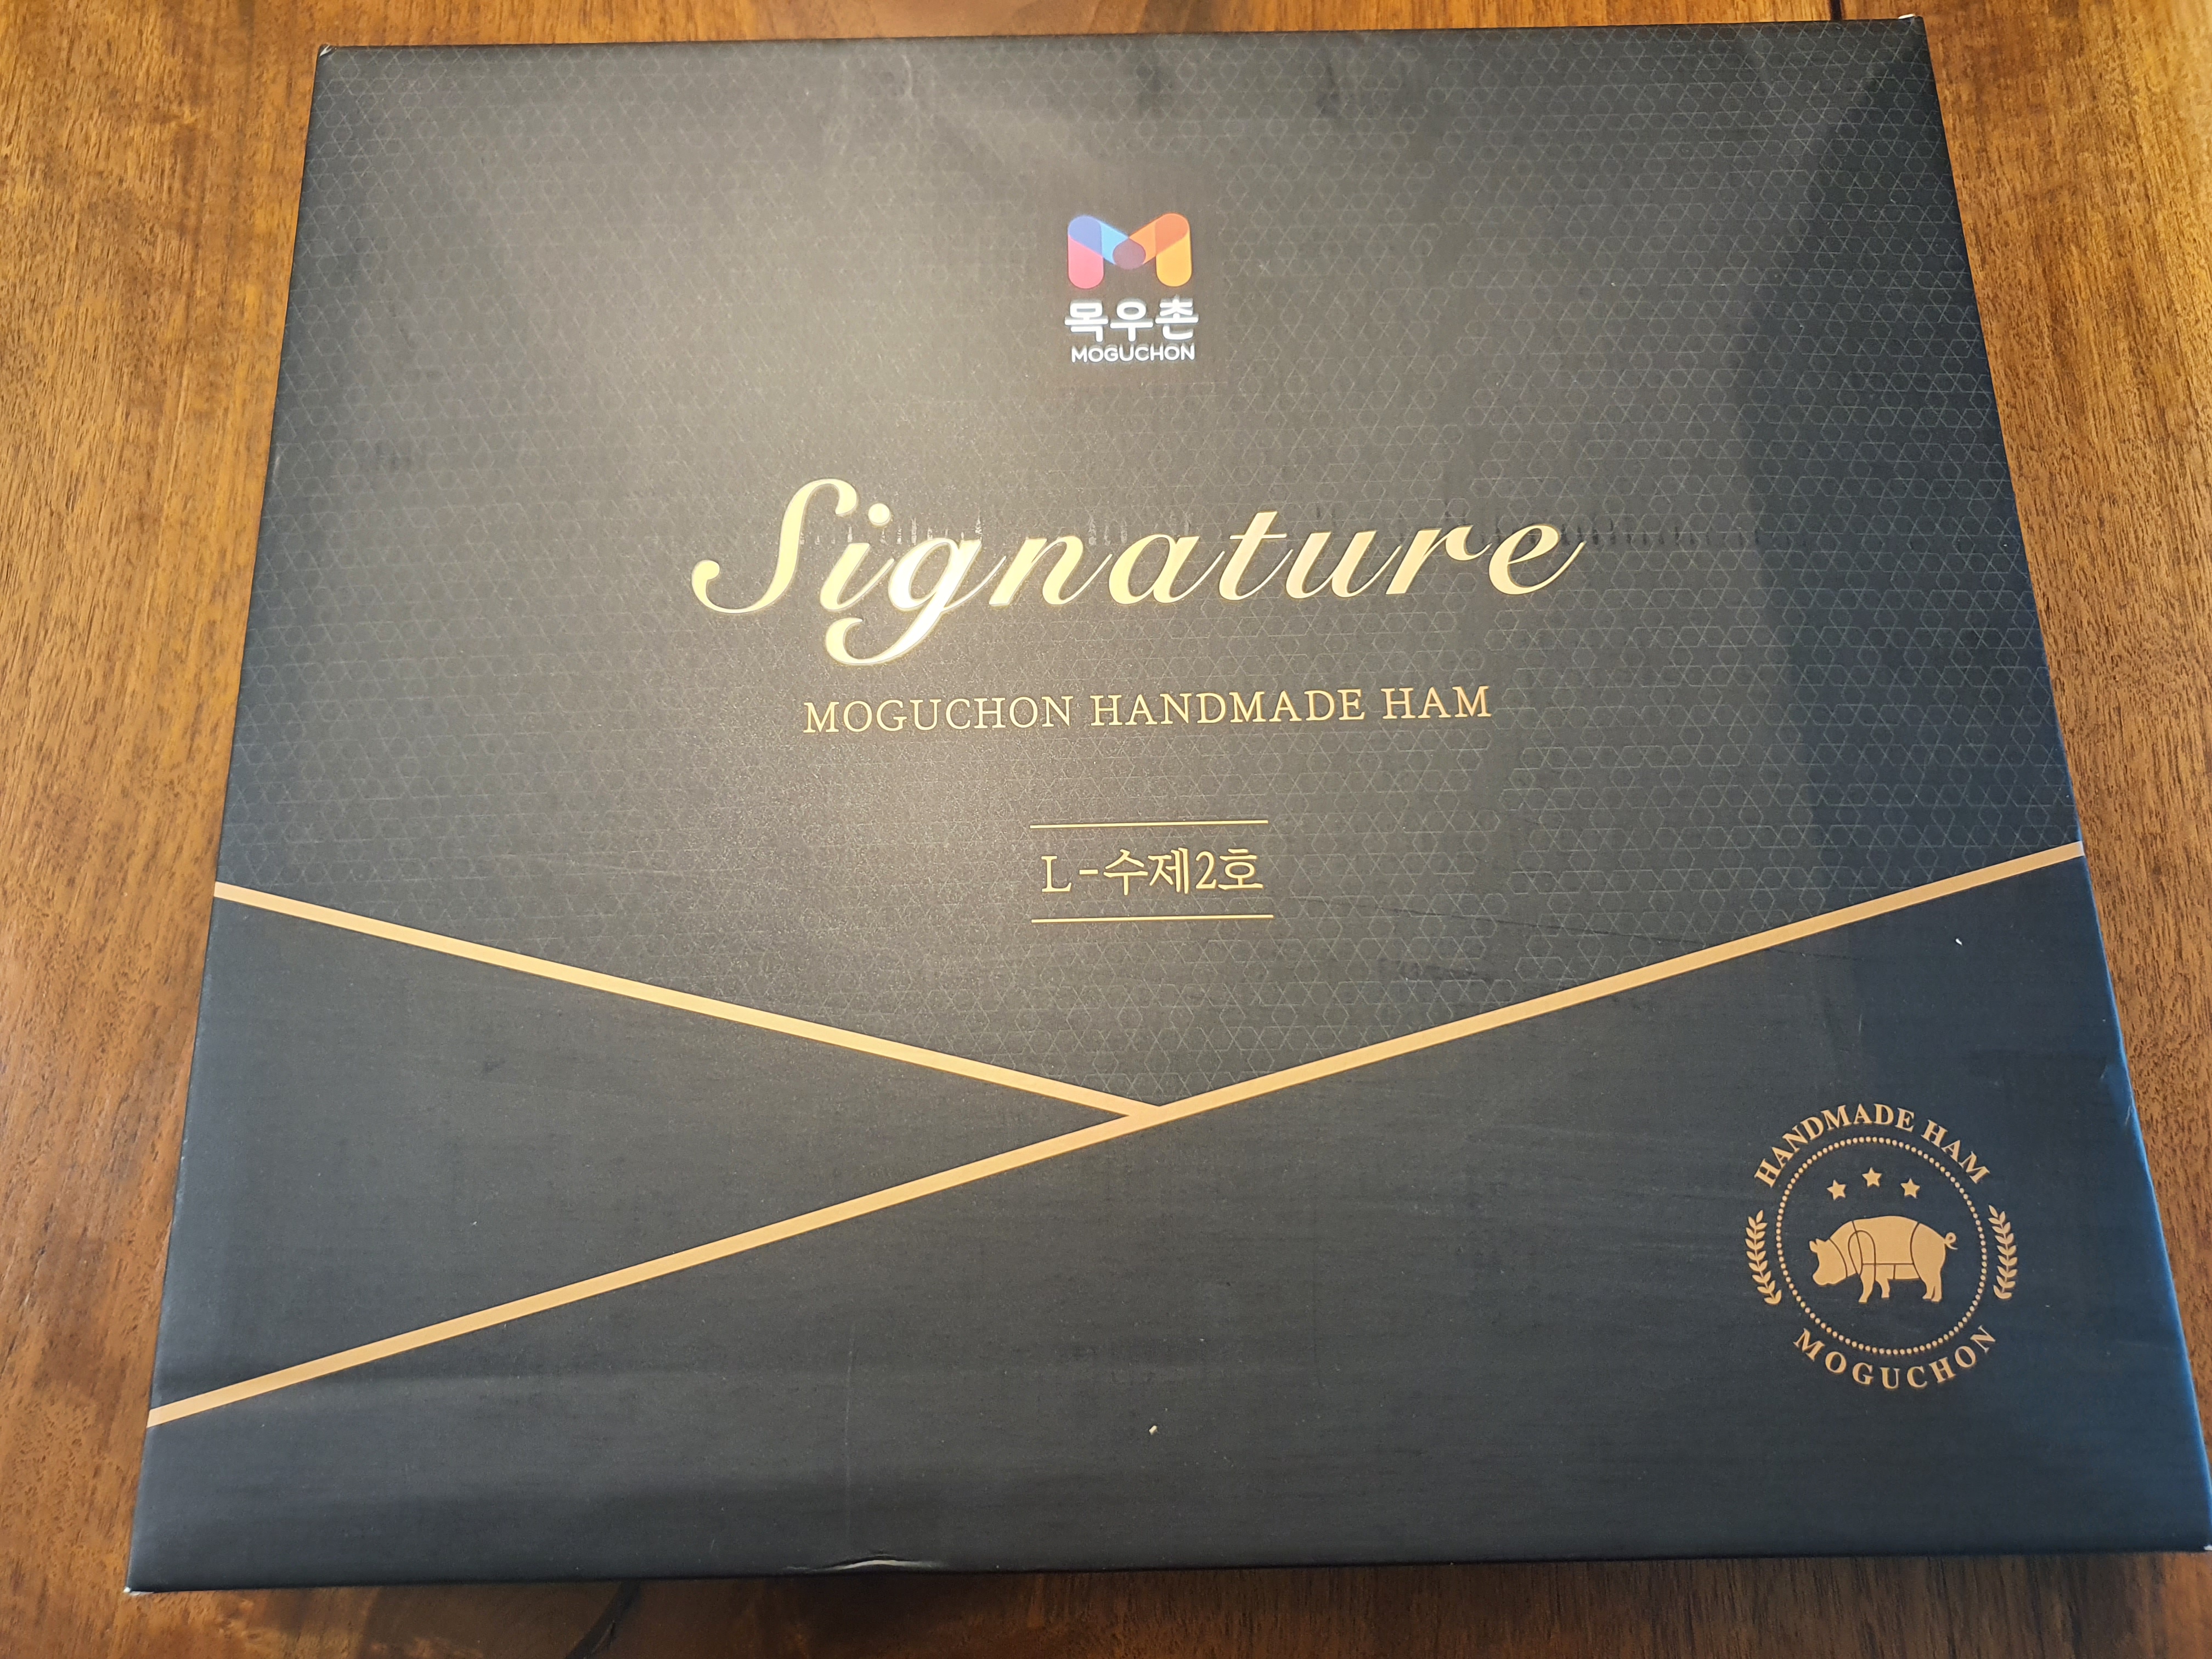 목우촌
MOGUCHON
Signature
MOGUCHON HANDMADE HAM
L-수제2호
HANDMADE HAM
MOGUCHON